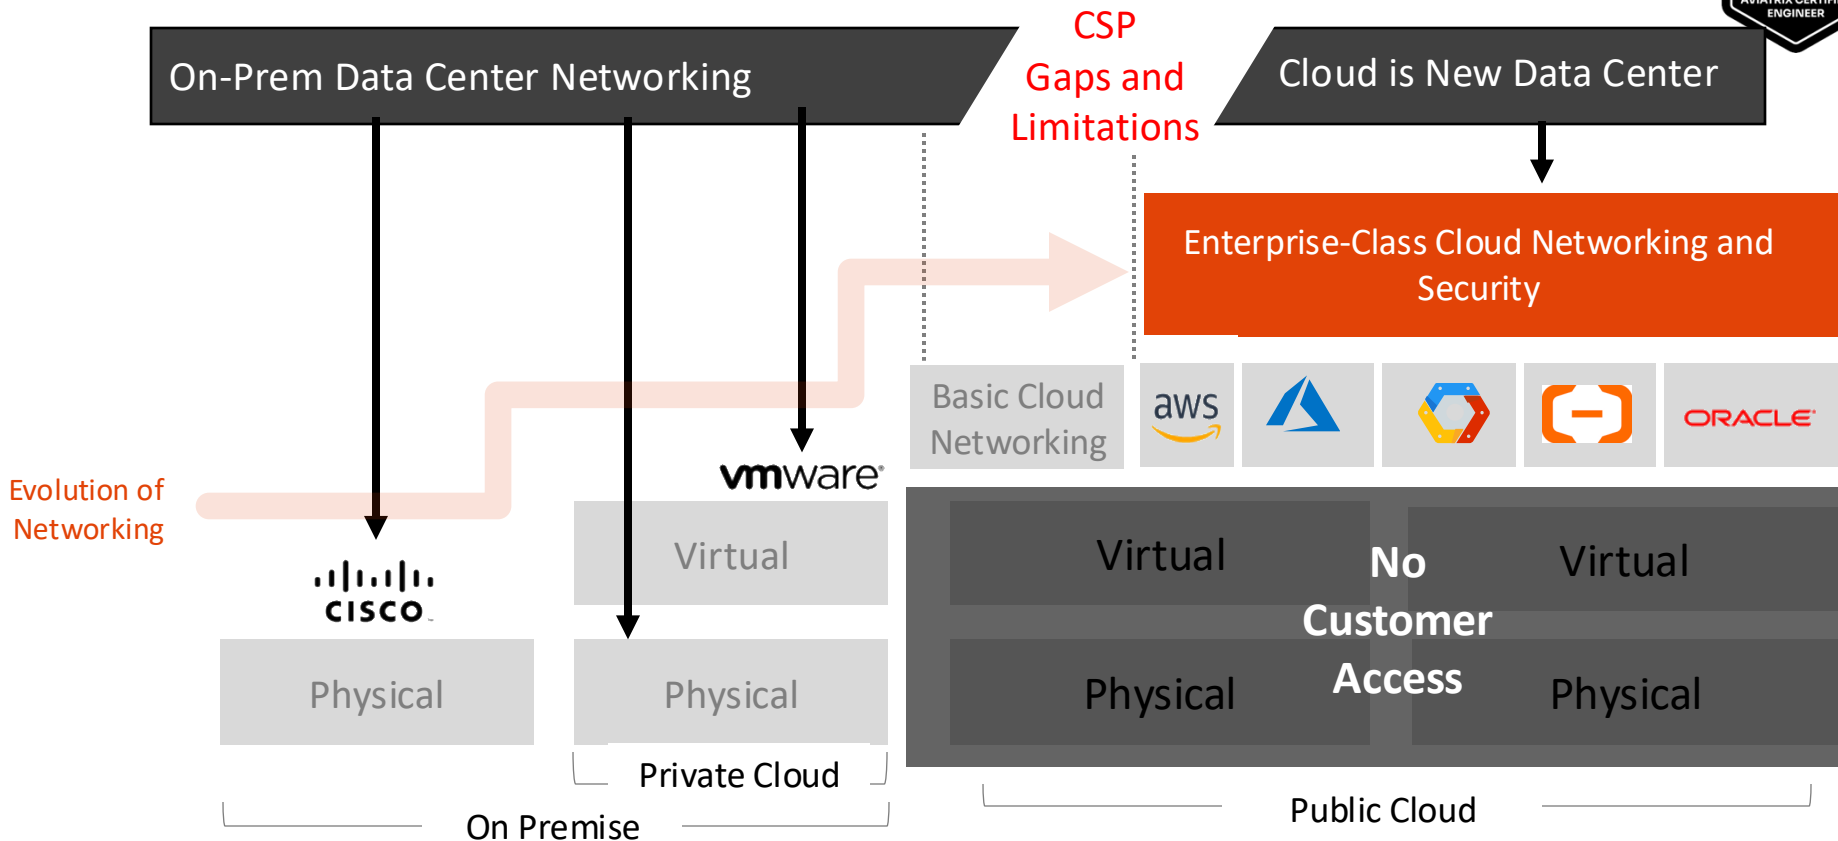 AVIATRIX CERTIFI
ENGINEER
On-Prem Data Center Networking
CSP
Gaps and
Limitations
Cloud is New Data Center
Enterprise-Class Cloud Networking and
Security
Basic Cloud
Networking
aws
ORACLE
Evolution of
Networking
vmware
CISCO
Virtual
Physical
Physical
Virtual
Virtual
Physical
Physical
No
Customer
Access
Private Cloud
On Premise
Public Cloud